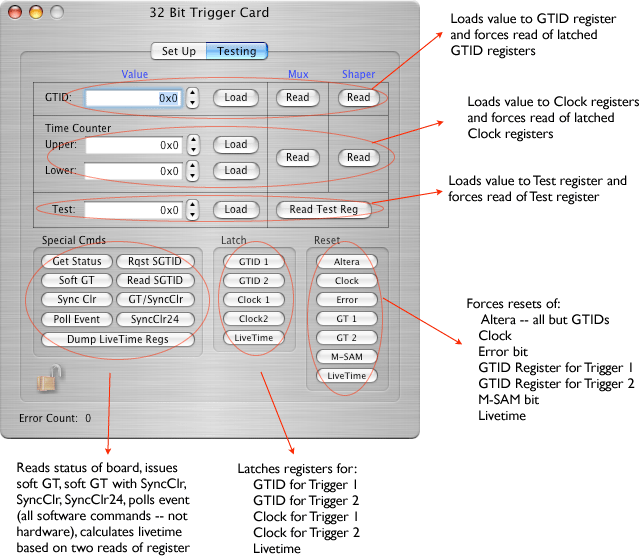 32 Bit Trigger Card
Set Up Testing
Value Mux Shaper
GTID: 0x0 Load Read Read
Time Counter
Upper: 0x0 Load
Read Read
Lower: 0x0 Load
Test: 0x0 Load Read Test Reg
Special Cmds
Get Status Rqst SGTID
Soft GT Read SGTID
Sync Clr GT/SyncClr
Poll Event SyncClr24
Dump LiveTime Regs
Latch
GTID 1
GTID 2
Clock 1
Clock2
LiveTime
Reset
Altera
Clock
Error
GT 1
GT 2
M-SAM
LiveTime
Error Count: 0
Loads value to GTID register
and forces read of latched
GTID registers
Loads value to Clock registers
and forces read of latched
Clock registers
Loads value to Test register and
forces read of Test register
Forces resets of:
Altera -- all but GTIDs
Clock
Error bit
GTID Register for Trigger 1
GTID Register for Trigger 2
M-SAM bit
Livetime
Reads status of board, issues
soft GT, soft GT with SyncClr,
SyncClr, SyncClr24, polls event
(all software commands -- not
hardware), calculates livetime
based on two reads of register
Latches registers for:
GTID for Trigger 1
GTID for Trigger 2
Clock for Trigger 1
Clock for Trigger 2
Livetime